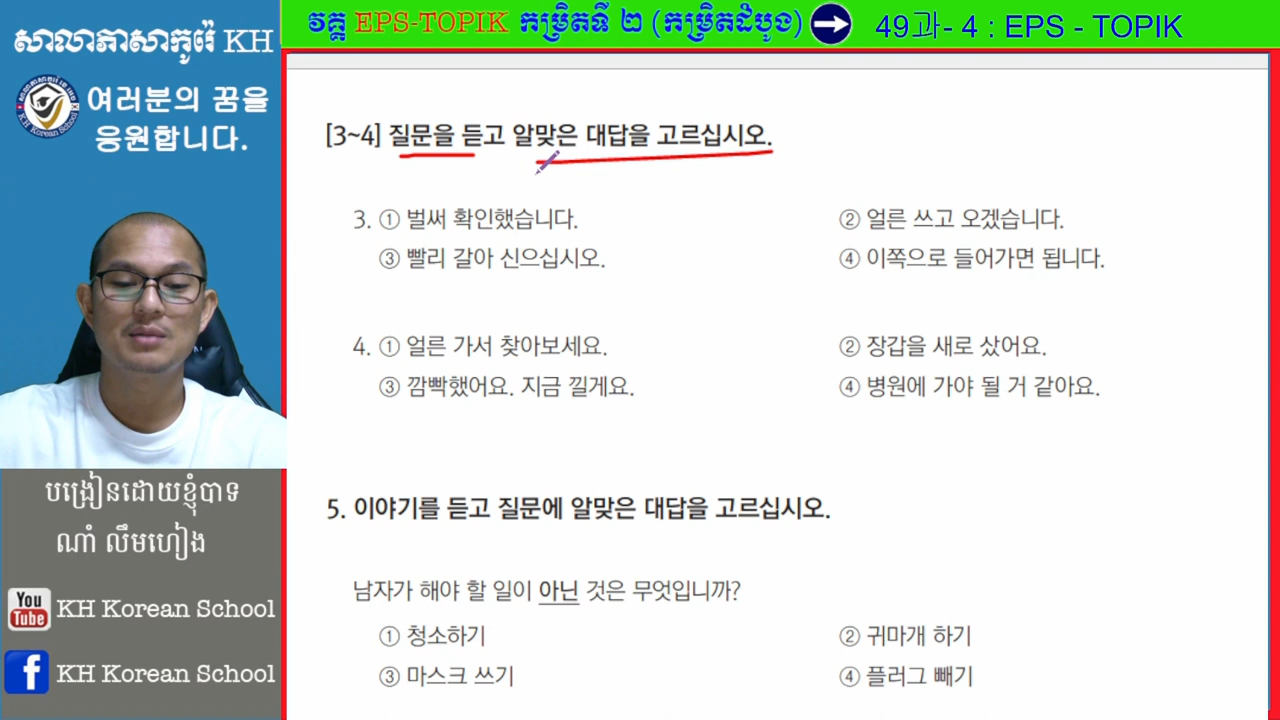 សាលាភាសាកូរ៉េ KH
여러분의 꿈을
응원합니다.
វគ្គ EPS-TOPIK កម្រិតទី ២ (កម្រិតដំបូង)
49과- 4 : EPS - TOPIK
[3~4] 질문을 듣고 알맞은 대답을 고르십시오.
3. ① 벌써 확인했습니다. ② 얼른 쓰고 오겠습니다.
③ 빨리 갈아 신으십시오. ④ 이쪽으로 들어가면 됩니다.
4. ① 얼른 가서 찾아보세요. ② 장갑을 새로 샀어요.
③ 깜빡했어요. 지금 낄게요. ④ 병원에 가야 될 거 같아요.
5. 이야기를 듣고 질문에 알맞은 대답을 고르십시오.
남자가 해야 할 일이 아닌 것은 무엇입니까?
① 청소하기 ② 귀마개 하기
③ 마스크 쓰기 ④ 플러그 빼기
បង្រៀនដោយខ្ញុំបាទ
ណាំ លឹមហៀង
You Tube KH Korean School
f KH Korean School